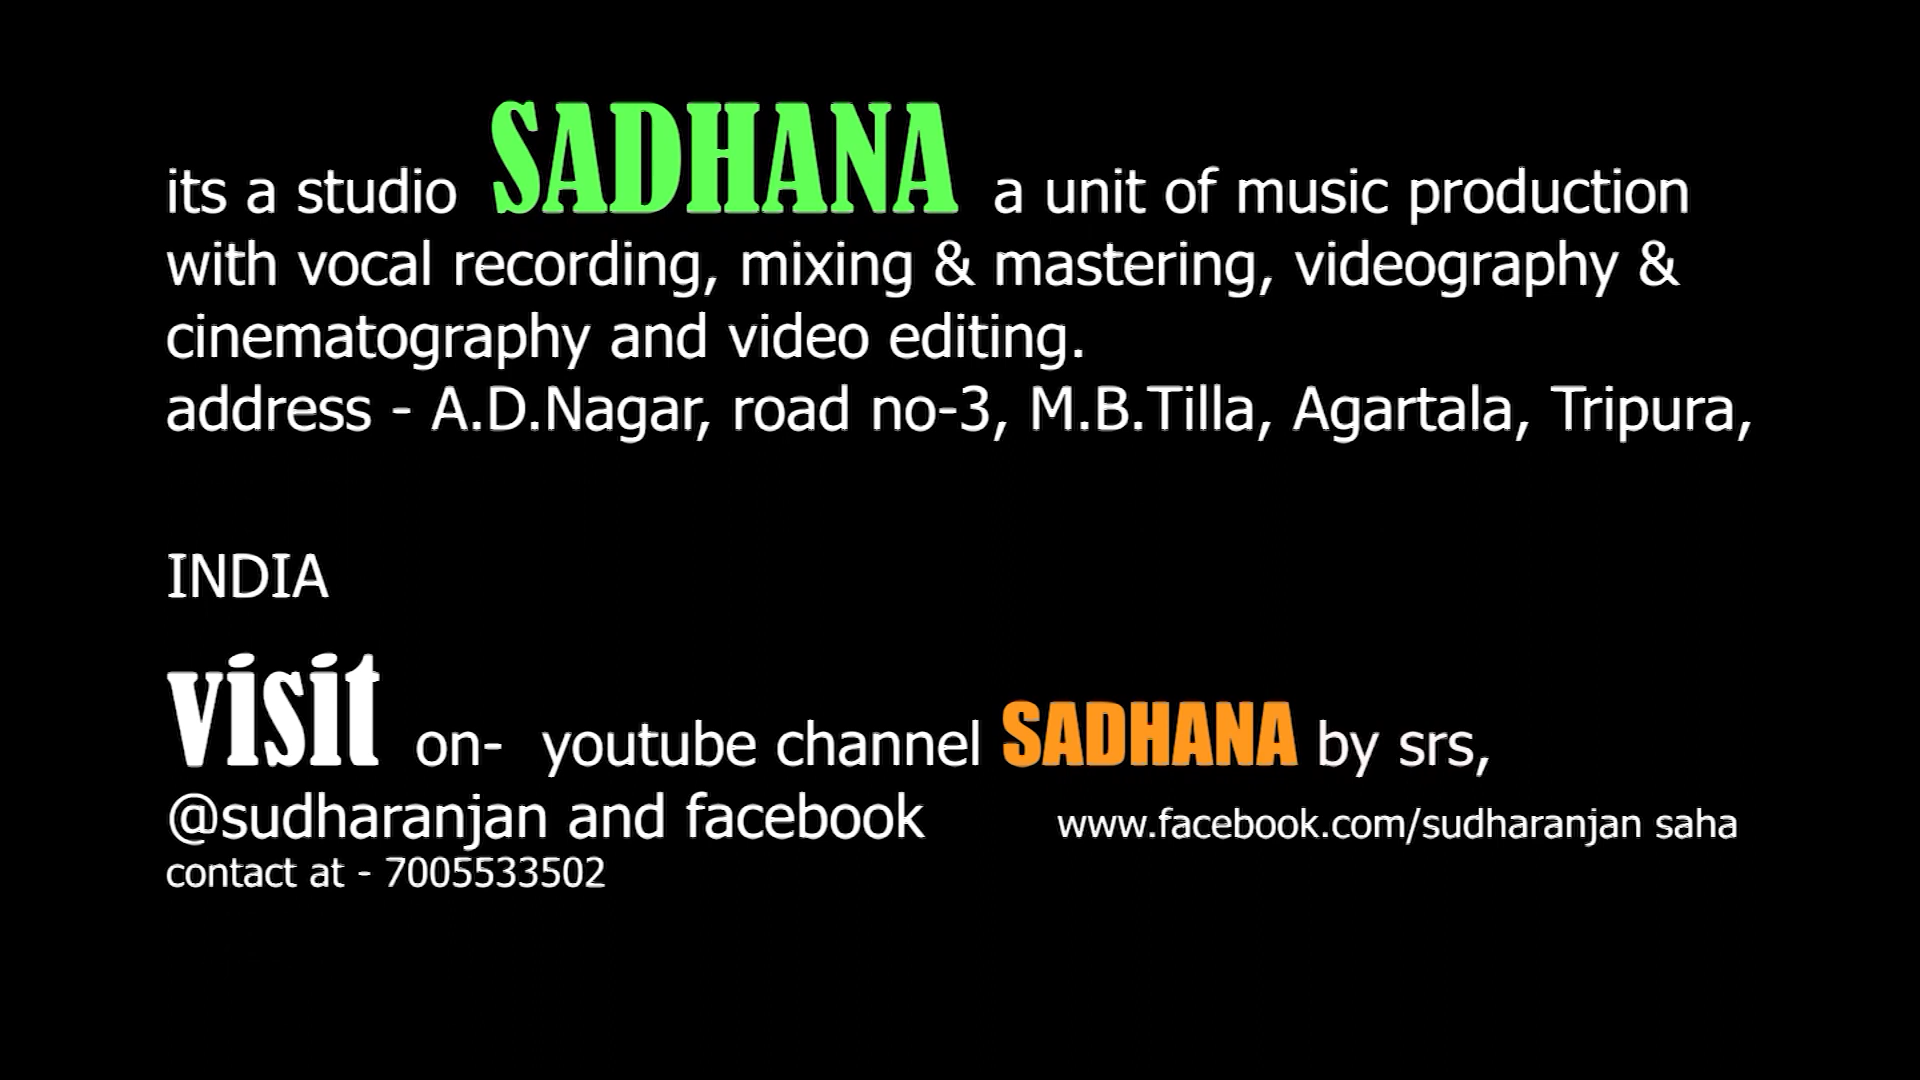 its a studio SADHANA a unit of music production
with vocal recording, mixing & mastering, videography &
cinematography and video editing.
address - A.D.Nagar, road no-3, M.B.Tilla, Agartala, Tripura,
INDIA
visit on- youtube channel SADHANA by srs,
@sudharanjan and facebook www.facebook.com/sudharanjan saha
contact at - 7005533502